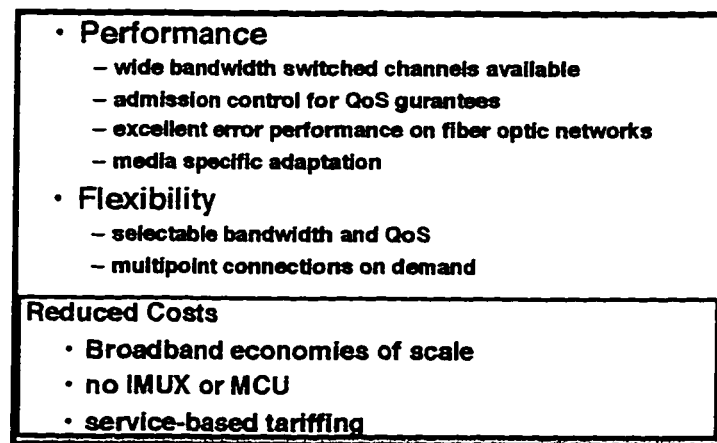 · Performance
– wide bandwidth switched channels available
– admission control for QoS gurantees
– excellent error performance on fiber optic networks
– media specific adaptation
· Flexibility
– selectable bandwidth and QoS
– multipoint connections on demand
Reduced Costs
· Broadband economies of scale
· no IMUX or MCU
· service-based tariffing